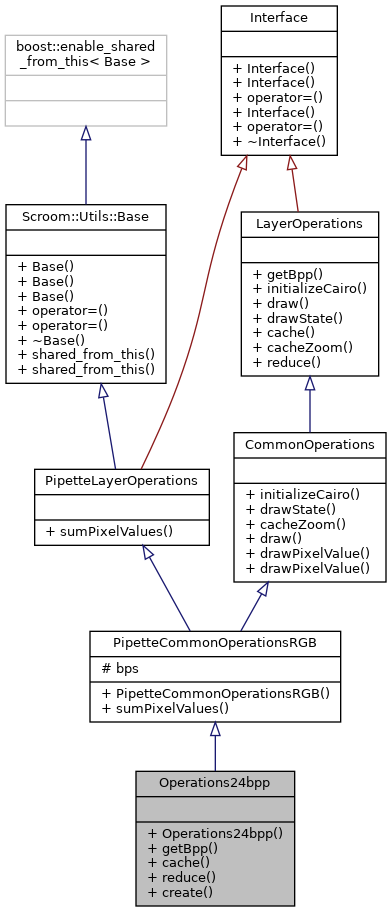 Interface
+ Interface()
+ Interface()
+ operator=()
+ Interface()
+ operator=()
+ ~Interface()
boost::enable_shared
_from_this< Base >
Scroom::Utils::Base
+ Base()
+ Base()
+ Base()
+ operator=()
+ operator=()
+ ~Base()
+ shared_from_this()
+ shared_from_this()
LayerOperations
+ getBpp()
+ initializeCairo()
+ draw()
+ drawState()
+ cache()
+ cacheZoom()
+ reduce()
CommonOperations
+ initializeCairo()
+ drawState()
+ cacheZoom()
+ draw()
+ drawPixelValue()
+ drawPixelValue()
PipetteLayerOperations
+ sumPixelValues()
PipetteCommonOperationsRGB
# bps
+ PipetteCommonOperationsRGB()
+ sumPixelValues()
Operations24bpp
+ Operations24bpp()
+ getBpp()
+ cache()
+ reduce()
+ create()